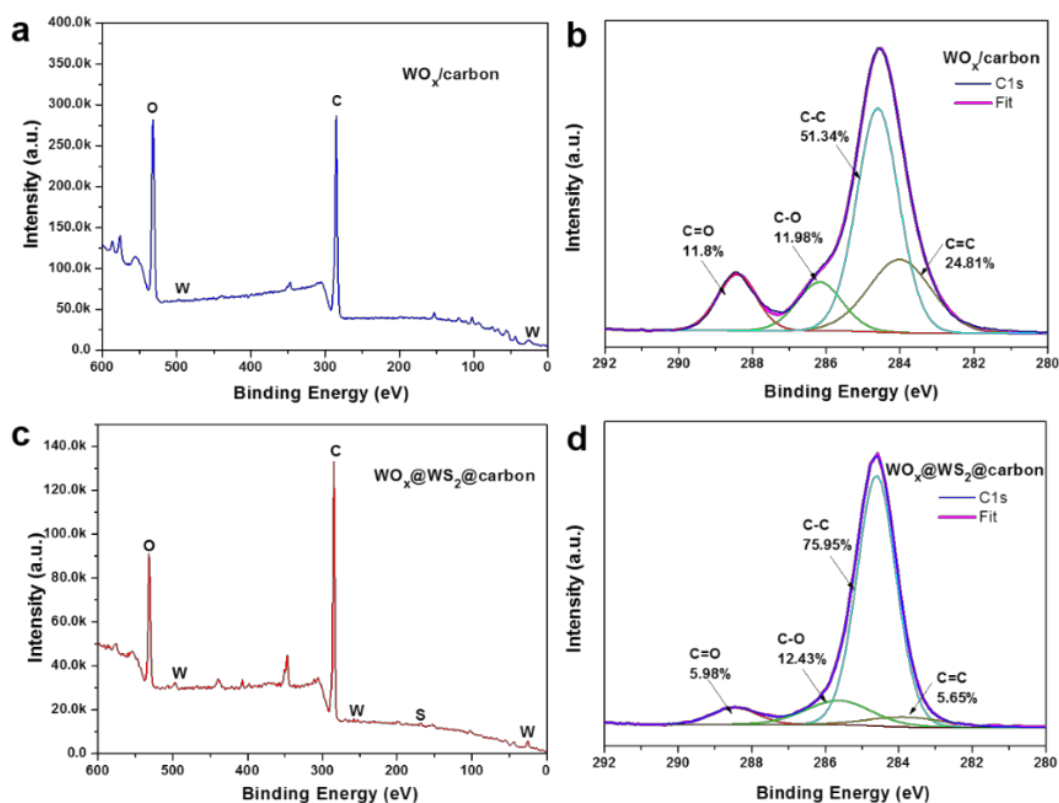 a
400.0k
350.0k
300.0k
250.0k
200.0k
150.0k
100.0k
50.0k
0.0
Intensity (a.u.)
WOx/carbon
O
C
W
W
600 500 400 300 200 100 0
Binding Energy (eV)
b
WOx/carbon
C1s
Fit
C-C
51.34%
C-O
11.98%
C=O
11.8%
C=C
24.81%
Intensity (a.u.)
292 290 288 286 284 282 280
Binding Energy (eV)
c
140.0k
120.0k
100.0k
80.0k
60.0k
40.0k
20.0k
0.0
Intensity (a.u.)
WOx@WS2@carbon
C
O
W
W
S
W
600 500 400 300 200 100 0
Binding Energy (eV)
d
WOx@WS2@carbon
C1s
Fit
C-C
75.95%
C-O
12.43%
C=O
5.98%
C=C
5.65%
Intensity (a.u.)
292 290 288 286 284 282 280
Binding Energy (eV)